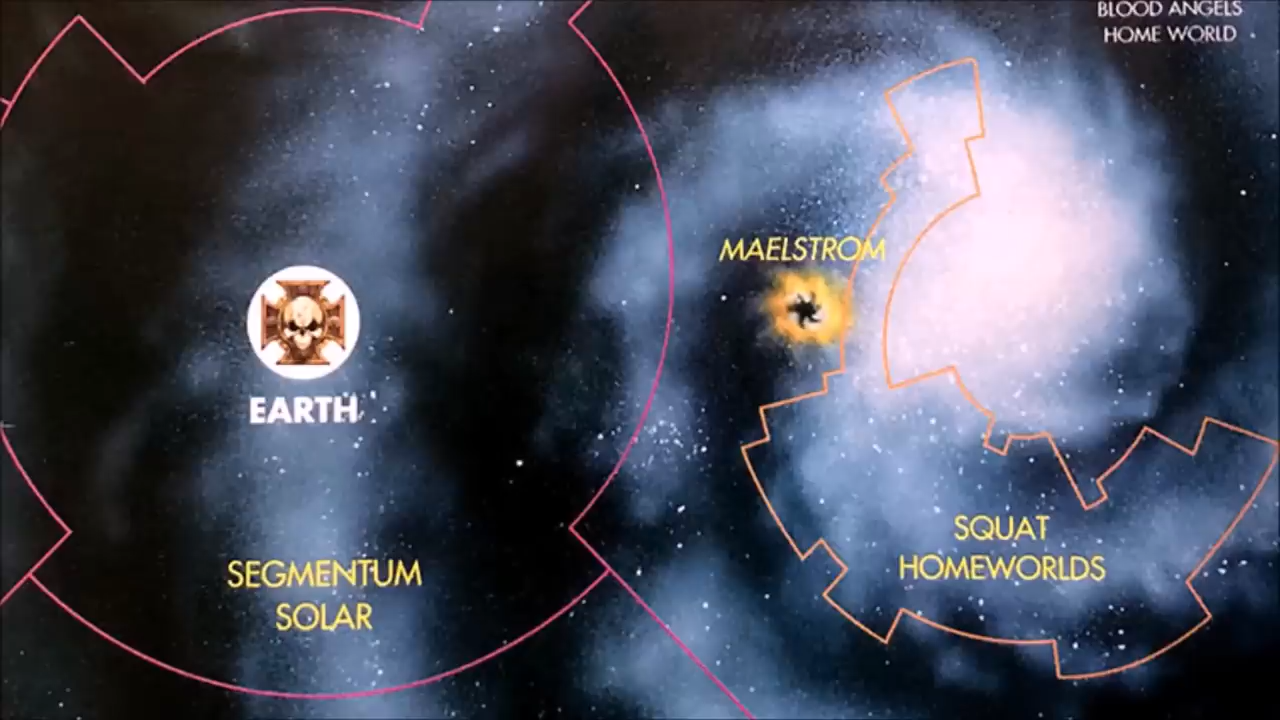 BLOOD ANGELS
HOME WORLD
MAELSTROM
EARTH
SEGMENTUM
SOLAR
SQUAT
HOMEWORLDS